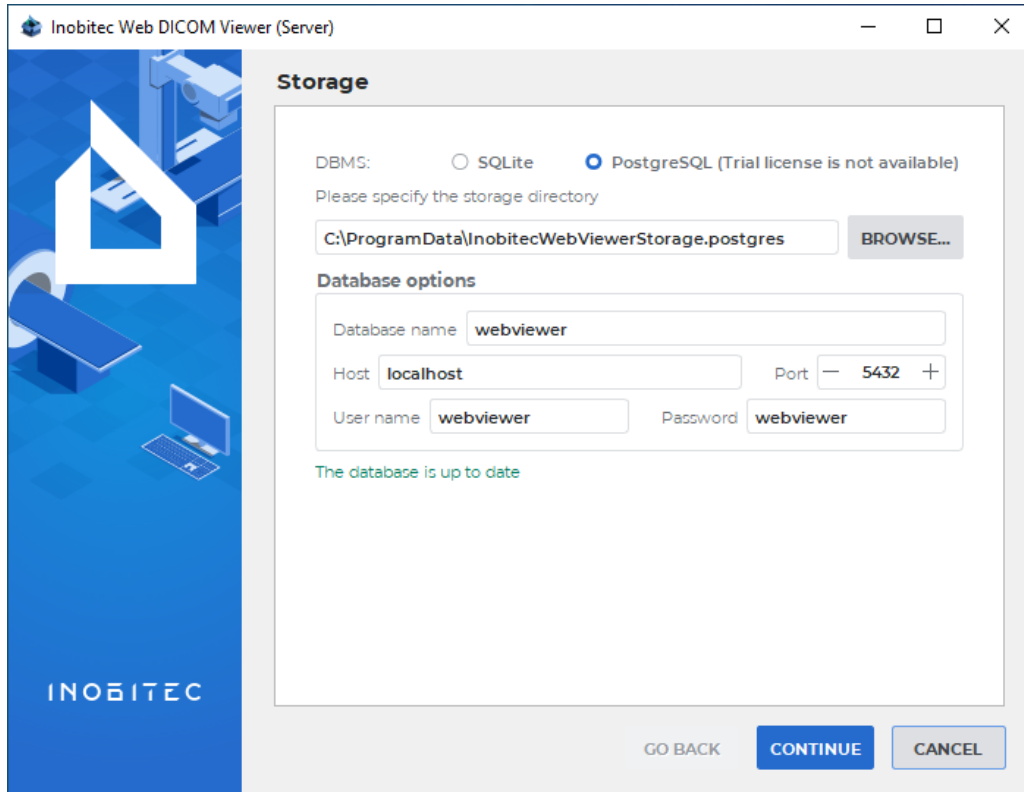 Inobitec Web DICOM Viewer (Server)
Storage
DBMS: SQLite PostgreSQL (Trial license is not available)
Please specify the storage directory
C:\ProgramData\InobitecWebViewerStorage.postgres BROWSE...
Database options
Database name webviewer
Host localhost Port 5432
User name webviewer Password webviewer
The database is up to date
INOBITEC
GO BACK CONTINUE CANCEL